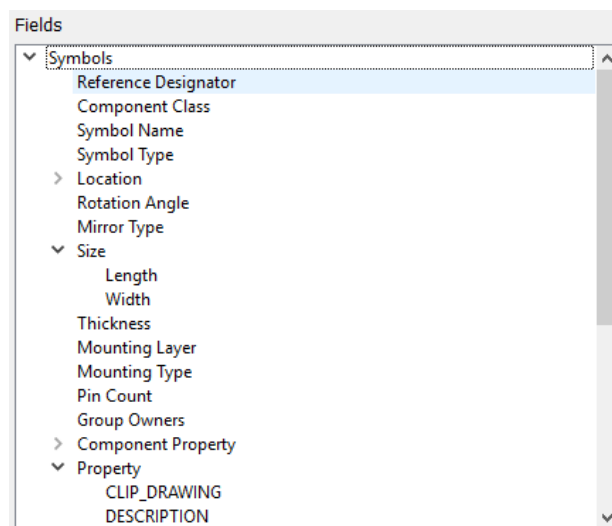 Fields
Symbols
Reference Designator
Component Class
Symbol Name
Symbol Type
Location
Rotation Angle
Mirror Type
Size
Length
Width
Thickness
Mounting Layer
Mounting Type
Pin Count
Group Owners
Component Property
Property
CLIP_DRAWING
DESCRIPTION